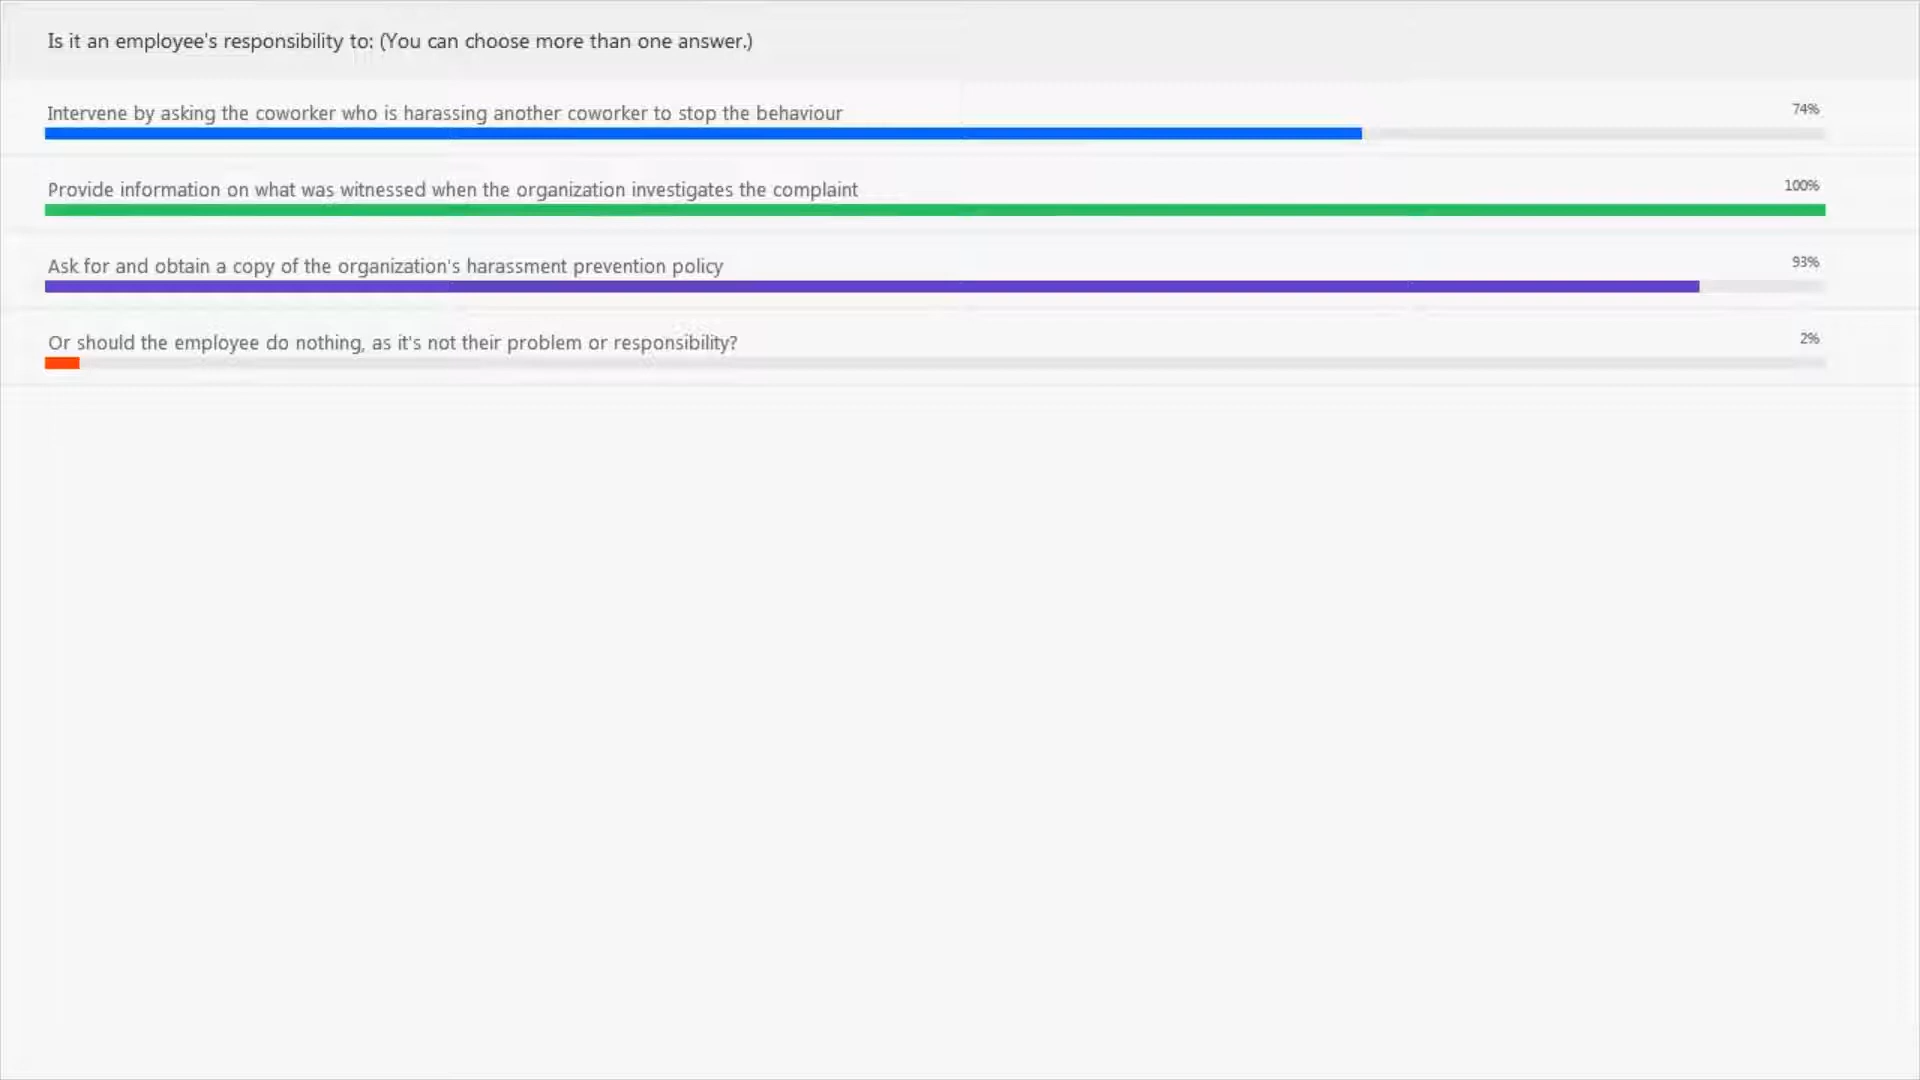 Is it an employee's responsibility to: (You can choose more than one answer.)
Intervene by asking the coworker who is harassing another coworker to stop the behaviour
74%
Provide information on what was witnessed when the organization investigates the complaint
100%
Ask for and obtain a copy of the organization's harassment prevention policy
93%
Or should the employee do nothing, as it's not their problem or responsibility?
2%